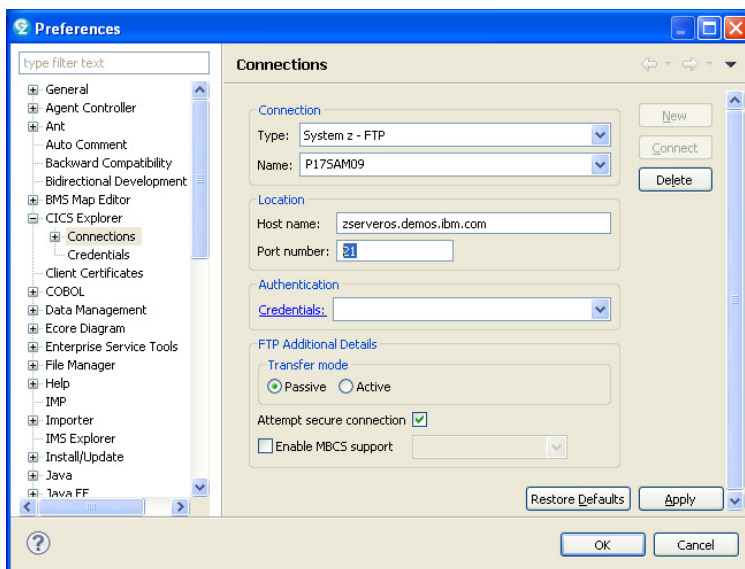 Preferences
type filter text
General
Agent Controller
Ant
Auto Comment
Backward Compatibility
Bidirectional Development
BMS Map Editor
CICS Explorer
Connections
Credentials
Client Certificates
COBOL
Data Management
Ecore Diagram
Enterprise Service Tools
File Manager
Help
IMP
Importer
IMS Explorer
Install/Update
Java
Java EE
Connections
Connection
Type: System z - FTP
Name: P17SAM09
New
Connect
Delete
Location
Host name: zserveros.demos.ibm.com
Port number: 21
Authentication
Credentials:
FTP Additional Details
Transfer mode
Passive Active
Attempt secure connection
Enable MBCS support
Restore Defaults Apply
? OK Cancel